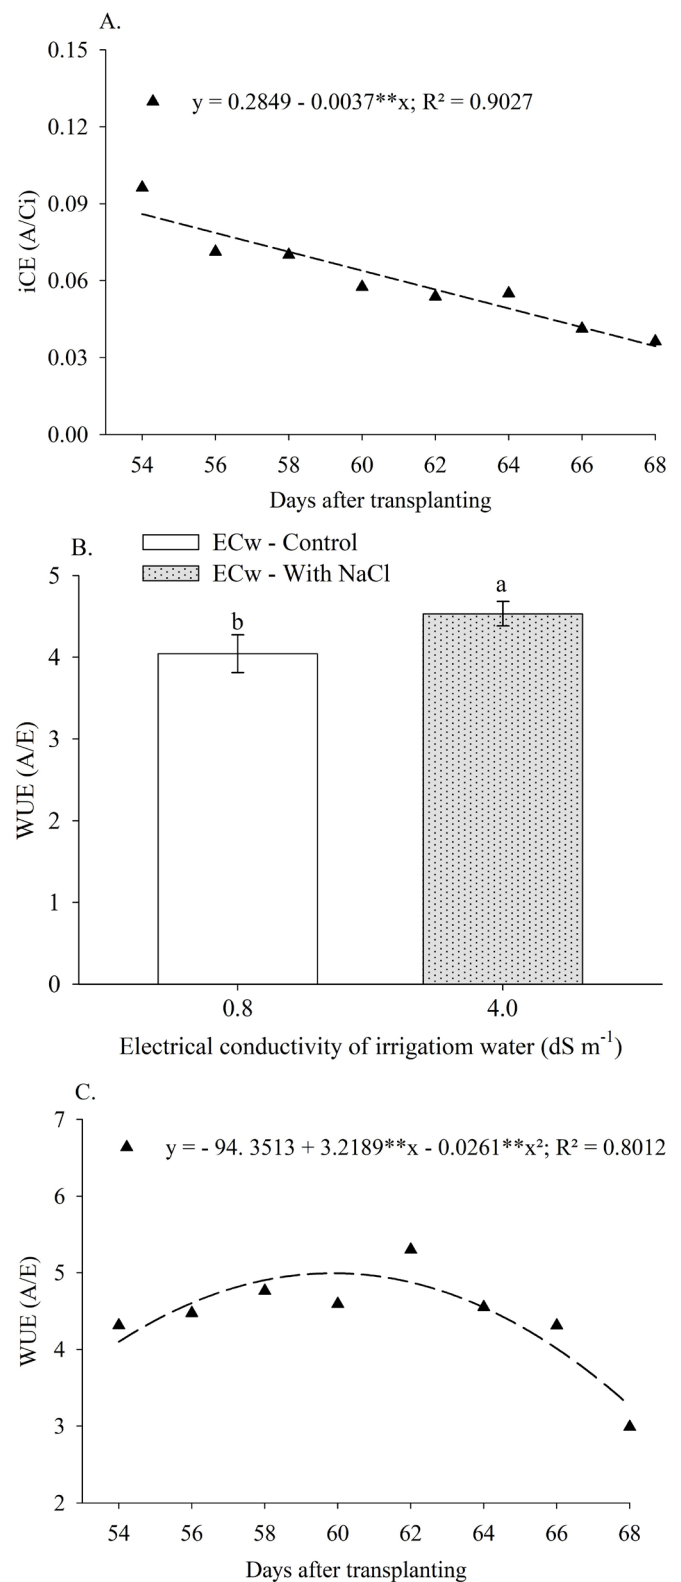 A.
0.15
0.12
0.09
0.06
0.03
0.00
iCE (A/Ci)
y = 0.2849 - 0.0037**x; R² = 0.9027
54 56 58 60 62 64 66 68
Days after transplanting
B.
ECw - Control
ECw - With NaCl
5
4
3
2
1
0
WUE (A/E)
b
a
0.8 4.0
Electrical conductivity of irrigatiom water (dS m⁻¹)
C.
7
6
5
4
3
2
WUE (A/E)
y = - 94. 3513 + 3.2189**x - 0.0261**x²; R² = 0.8012
54 56 58 60 62 64 66 68
Days after transplanting